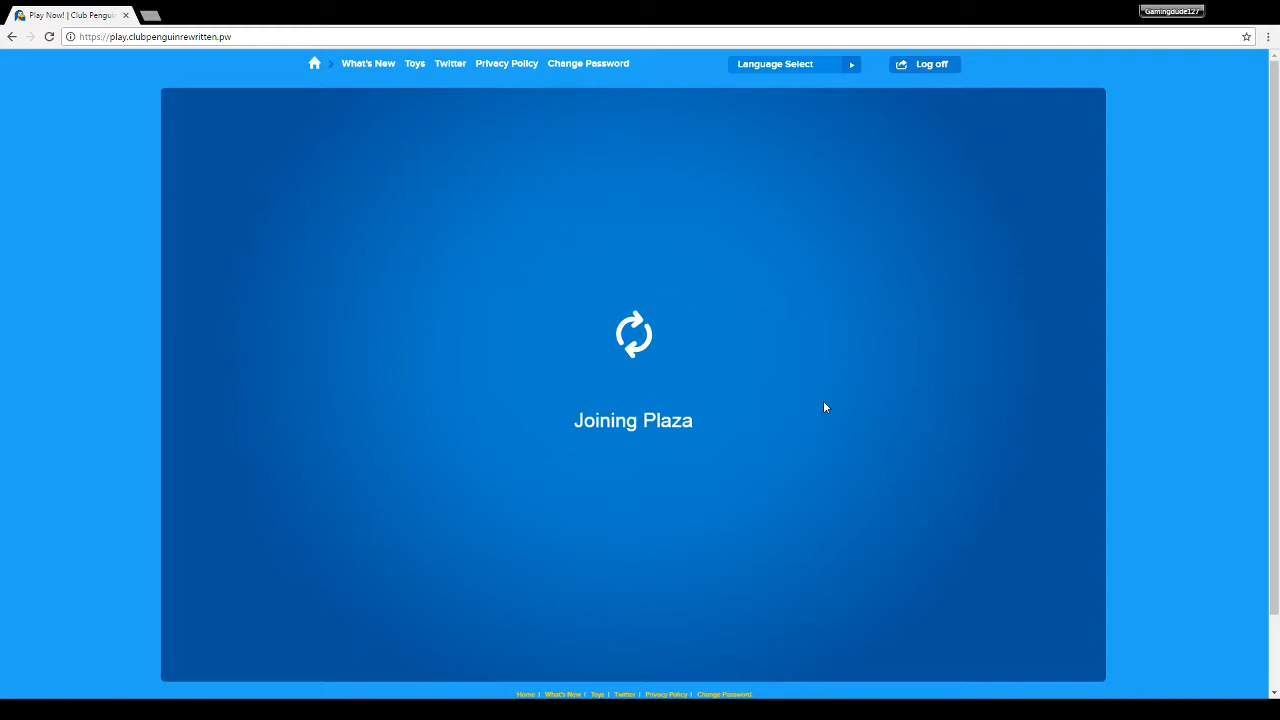 Play Now! | Club Pengui
Gamingdude127
https://play.clubpenguinrewritten.pw
What's New Toys Twitter Privacy Policy Change Password Language Select Log off
Joining Plaza
Home | What's New | Toys | Twitter | Privacy Policy | Change Password